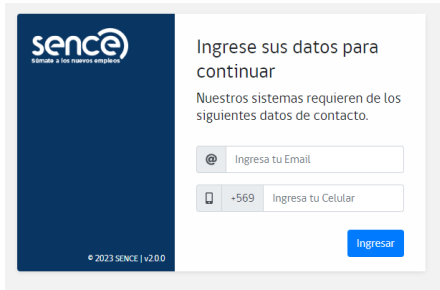 sence
Súmate a los nuevos empleos
© 2023 SENCE | v2.0.0
Ingrese sus datos para
continuar
Nuestros sistemas requieren de los
siguientes datos de contacto.
@ Ingresa tu Email
+569 Ingresa tu Celular
Ingresar